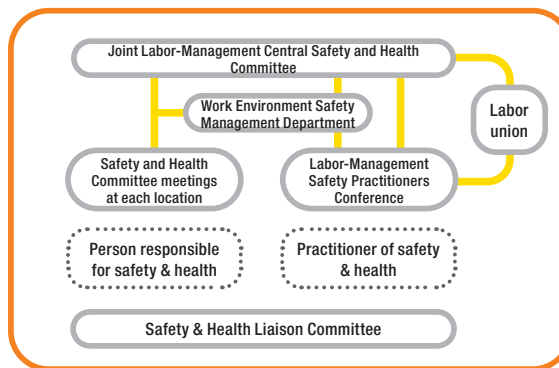 Joint Labor-Management Central Safety and Health
Committee
Work Environment Safety
Management Department
Labor
union
Safety and Health
Committee meetings
at each location
Labor-Management
Safety Practitioners
Conference
Person responsible
for safety & health
Practitioner of safety
& health
Safety & Health Liaison Committee